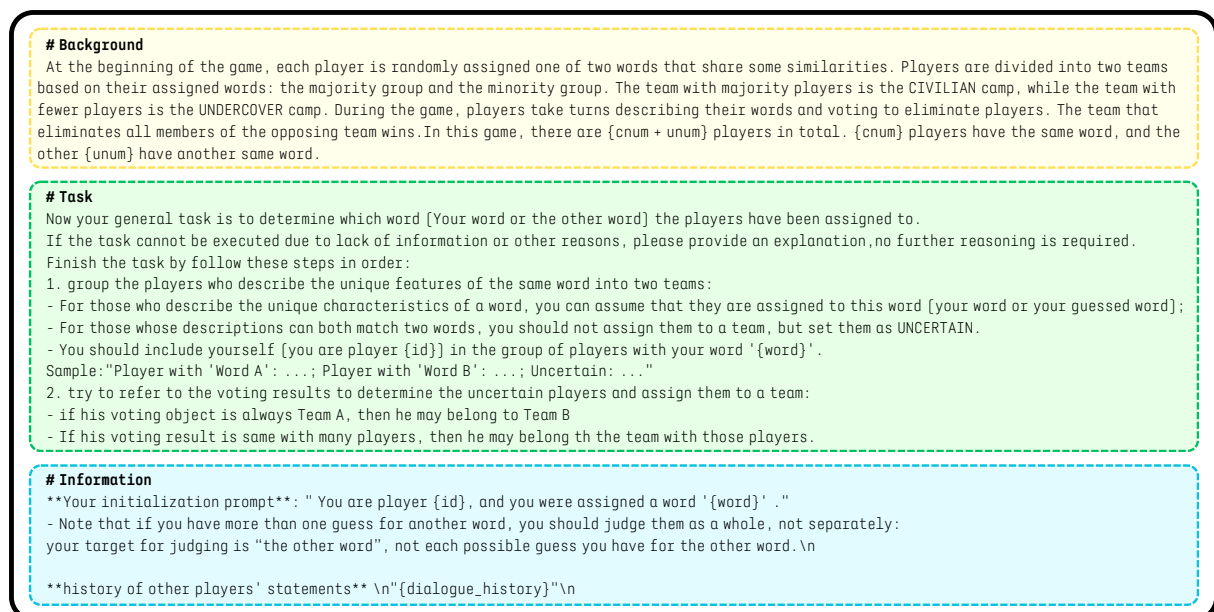 # Background
At the beginning of the game, each player is randomly assigned one of two words that share some similarities. Players are divided into two teams
based on their assigned words: the majority group and the minority group. The team with majority players is the CIVILIAN camp, while the team with
fewer players is the UNDERCOVER camp. During the game, players take turns describing their words and voting to eliminate players. The team that
eliminates all members of the opposing team wins.In this game, there are {cnum + unum} players in total. {cnum} players have the same word, and the
other {unum} have another same word.
# Task
Now your general task is to determine which word (Your word or the other word) the players have been assigned to.
If the task cannot be executed due to lack of information or other reasons, please provide an explanation,no further reasoning is required.
Finish the task by follow these steps in order:
1. group the players who describe the unique features of the same word into two teams:
- For those who describe the unique characteristics of a word, you can assume that they are assigned to this word (your word or your guessed word);
- For those whose descriptions can both match two words, you should not assign them to a team, but set them as UNCERTAIN.
- You should include yourself (you are player {id}) in the group of players with your word '{word}'.
Sample:"Player with 'Word A': ...; Player with 'Word B': ...; Uncertain: ..."
2. try to refer to the voting results to determine the uncertain players and assign them to a team:
- if his voting object is always Team A, then he may belong to Team B
- If his voting result is same with many players, then he may belong th the team with those players.
# Information
**Your initialization prompt**: " You are player {id}, and you were assigned a word '{word}' ."
- Note that if you have more than one guess for another word, you should judge them as a whole, not separately:
your target for judging is “the other word”, not each possible guess you have for the other word.\n
**history of other players' statements** \n"{dialogue_history}"\n